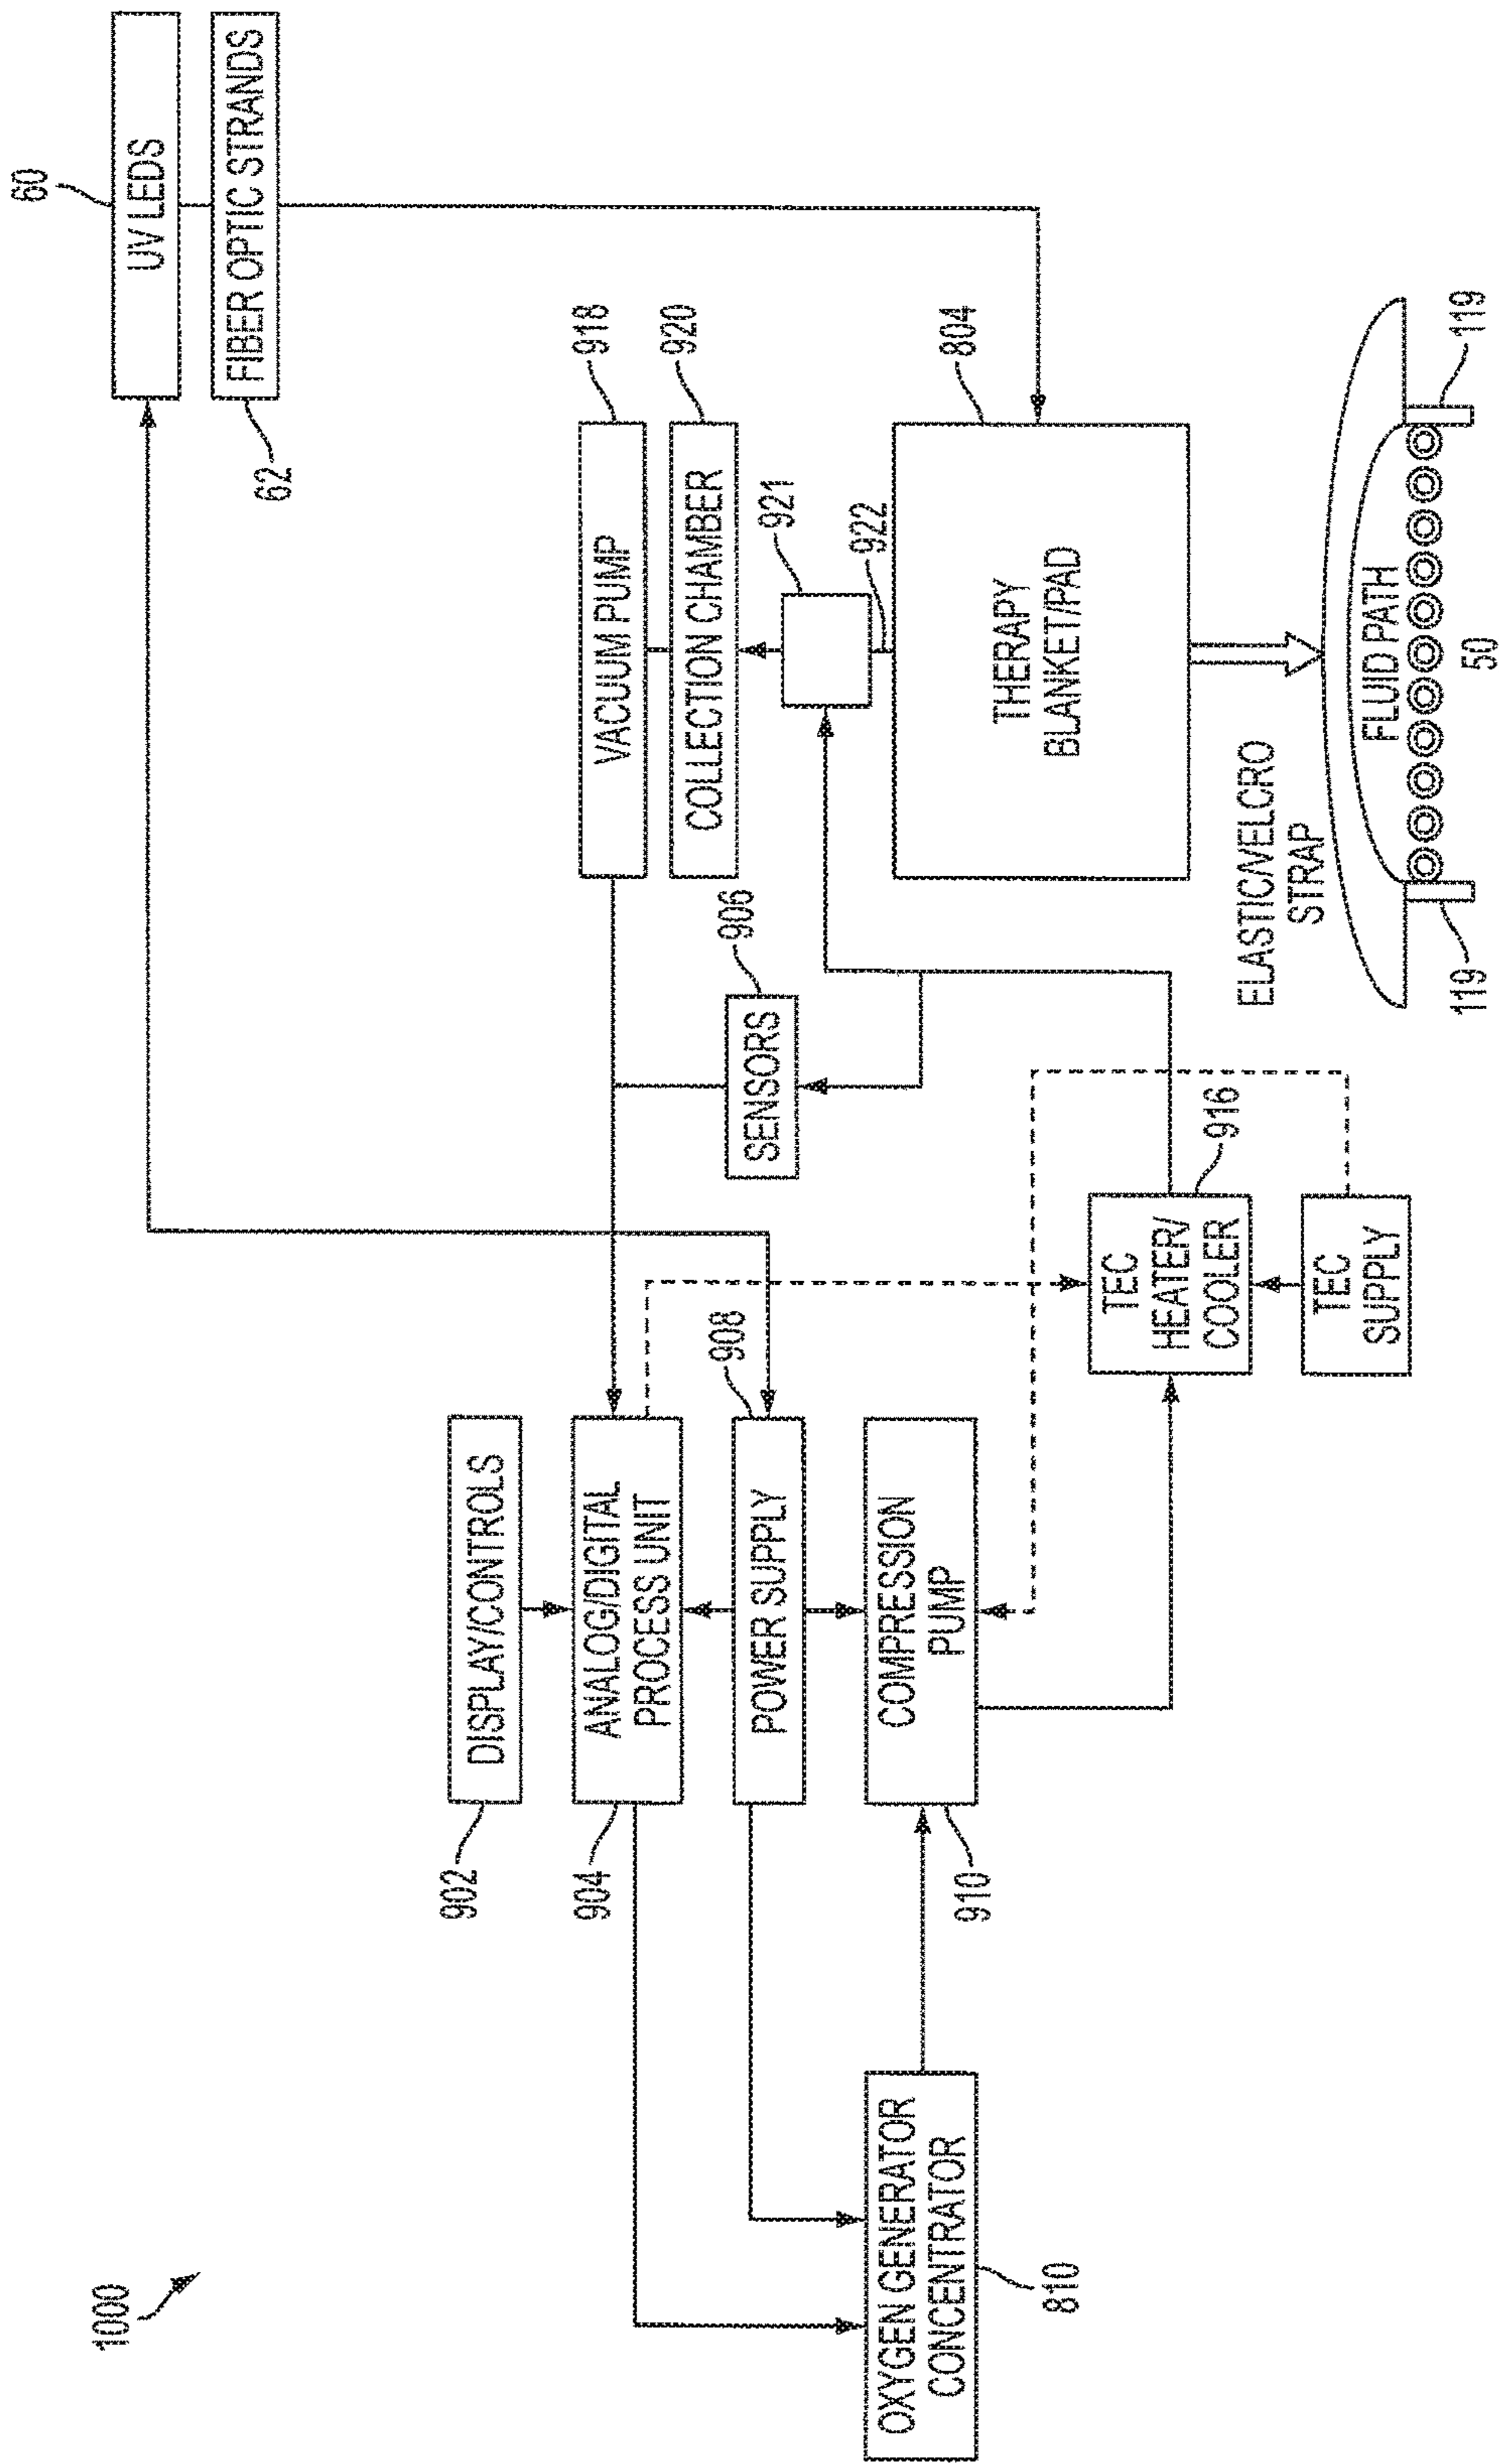 1000
OXYGEN GENERATOR
CONCENTRATOR
810
902
DISPLAY/CONTROLS
904
ANALOG/DIGITAL
PROCESS UNIT
908
POWER SUPPLY
910
COMPRESSION
PUMP
TEC
HEATER/
COOLER
916
TEC
SUPPLY
SENSORS
906
VACUUM PUMP
918
COLLECTION CHAMBER
920
921
922
THERAPY
BLANKET/PAD
804
ELASTIC/VELCRO
STRAP
FLUID PATH
119
50
119
60
UV LEDS
FIBER OPTIC STRANDS
62